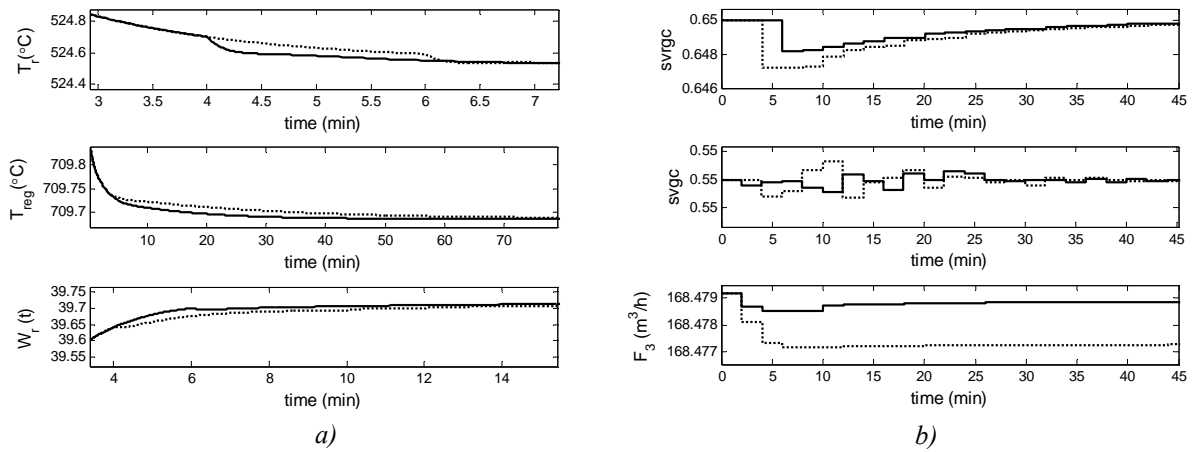 524.8
524.6
524.4
T_r(°C)
3 3.5 4 4.5 5 5.5 6 6.5 7
time (min)
709.8
709.75
709.7
T_reg(°C)
10 20 30 40 50 60 70
time (min)
39.75
39.7
39.65
39.6
39.55
W_r (t)
4 6 8 10 12 14
time (min)
a)
0.65
0.648
0.646
svrgc
0 5 10 15 20 25 30 35 40 45
time (min)
0.55
0.55
0.55
svgc
0 5 10 15 20 25 30 35 40 45
time (min)
168.479
168.478
168.477
F_3 (m³/h)
0 5 10 15 20 25 30 35 40 45
time (min)
b)